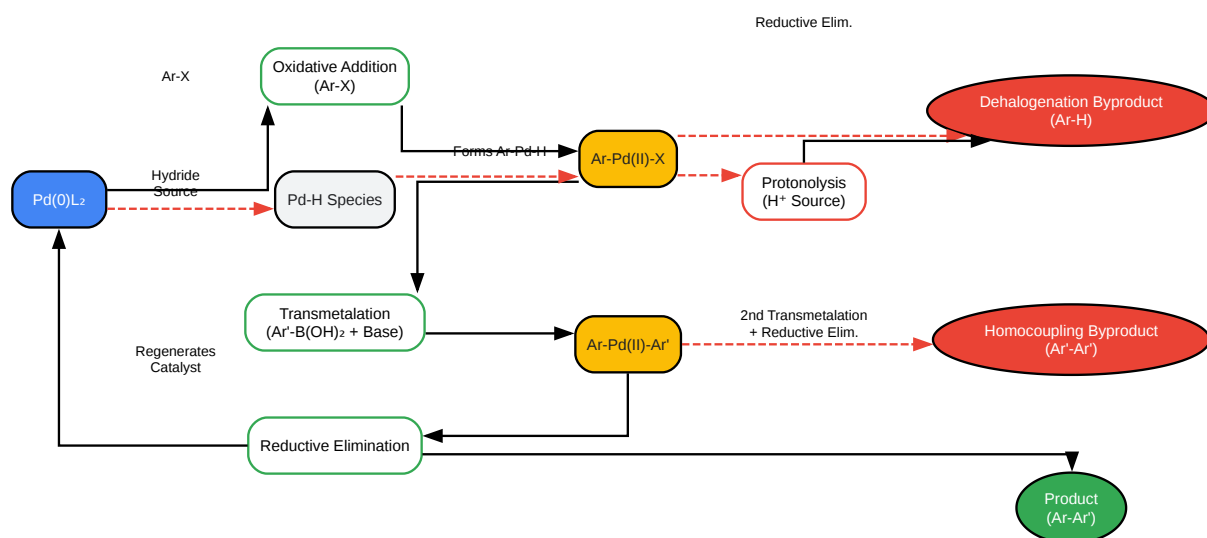 Reductive Elim.
Oxidative Addition
(Ar-X)
Ar-X
Dehalogenation Byproduct
(Ar-H)
Forms Ar-Pd-H
Ar-Pd(II)-X
Hydride
Source
Pd(0)L₂
Pd-H Species
Protonolysis
(H⁺ Source)
Transmetalation
(Ar'-B(OH)₂ + Base)
2nd Transmetalation
+ Reductive Elim.
Ar-Pd(II)-Ar'
Homocoupling Byproduct
(Ar'-Ar')
Regenerates
Catalyst
Reductive Elimination
Product
(Ar-Ar')